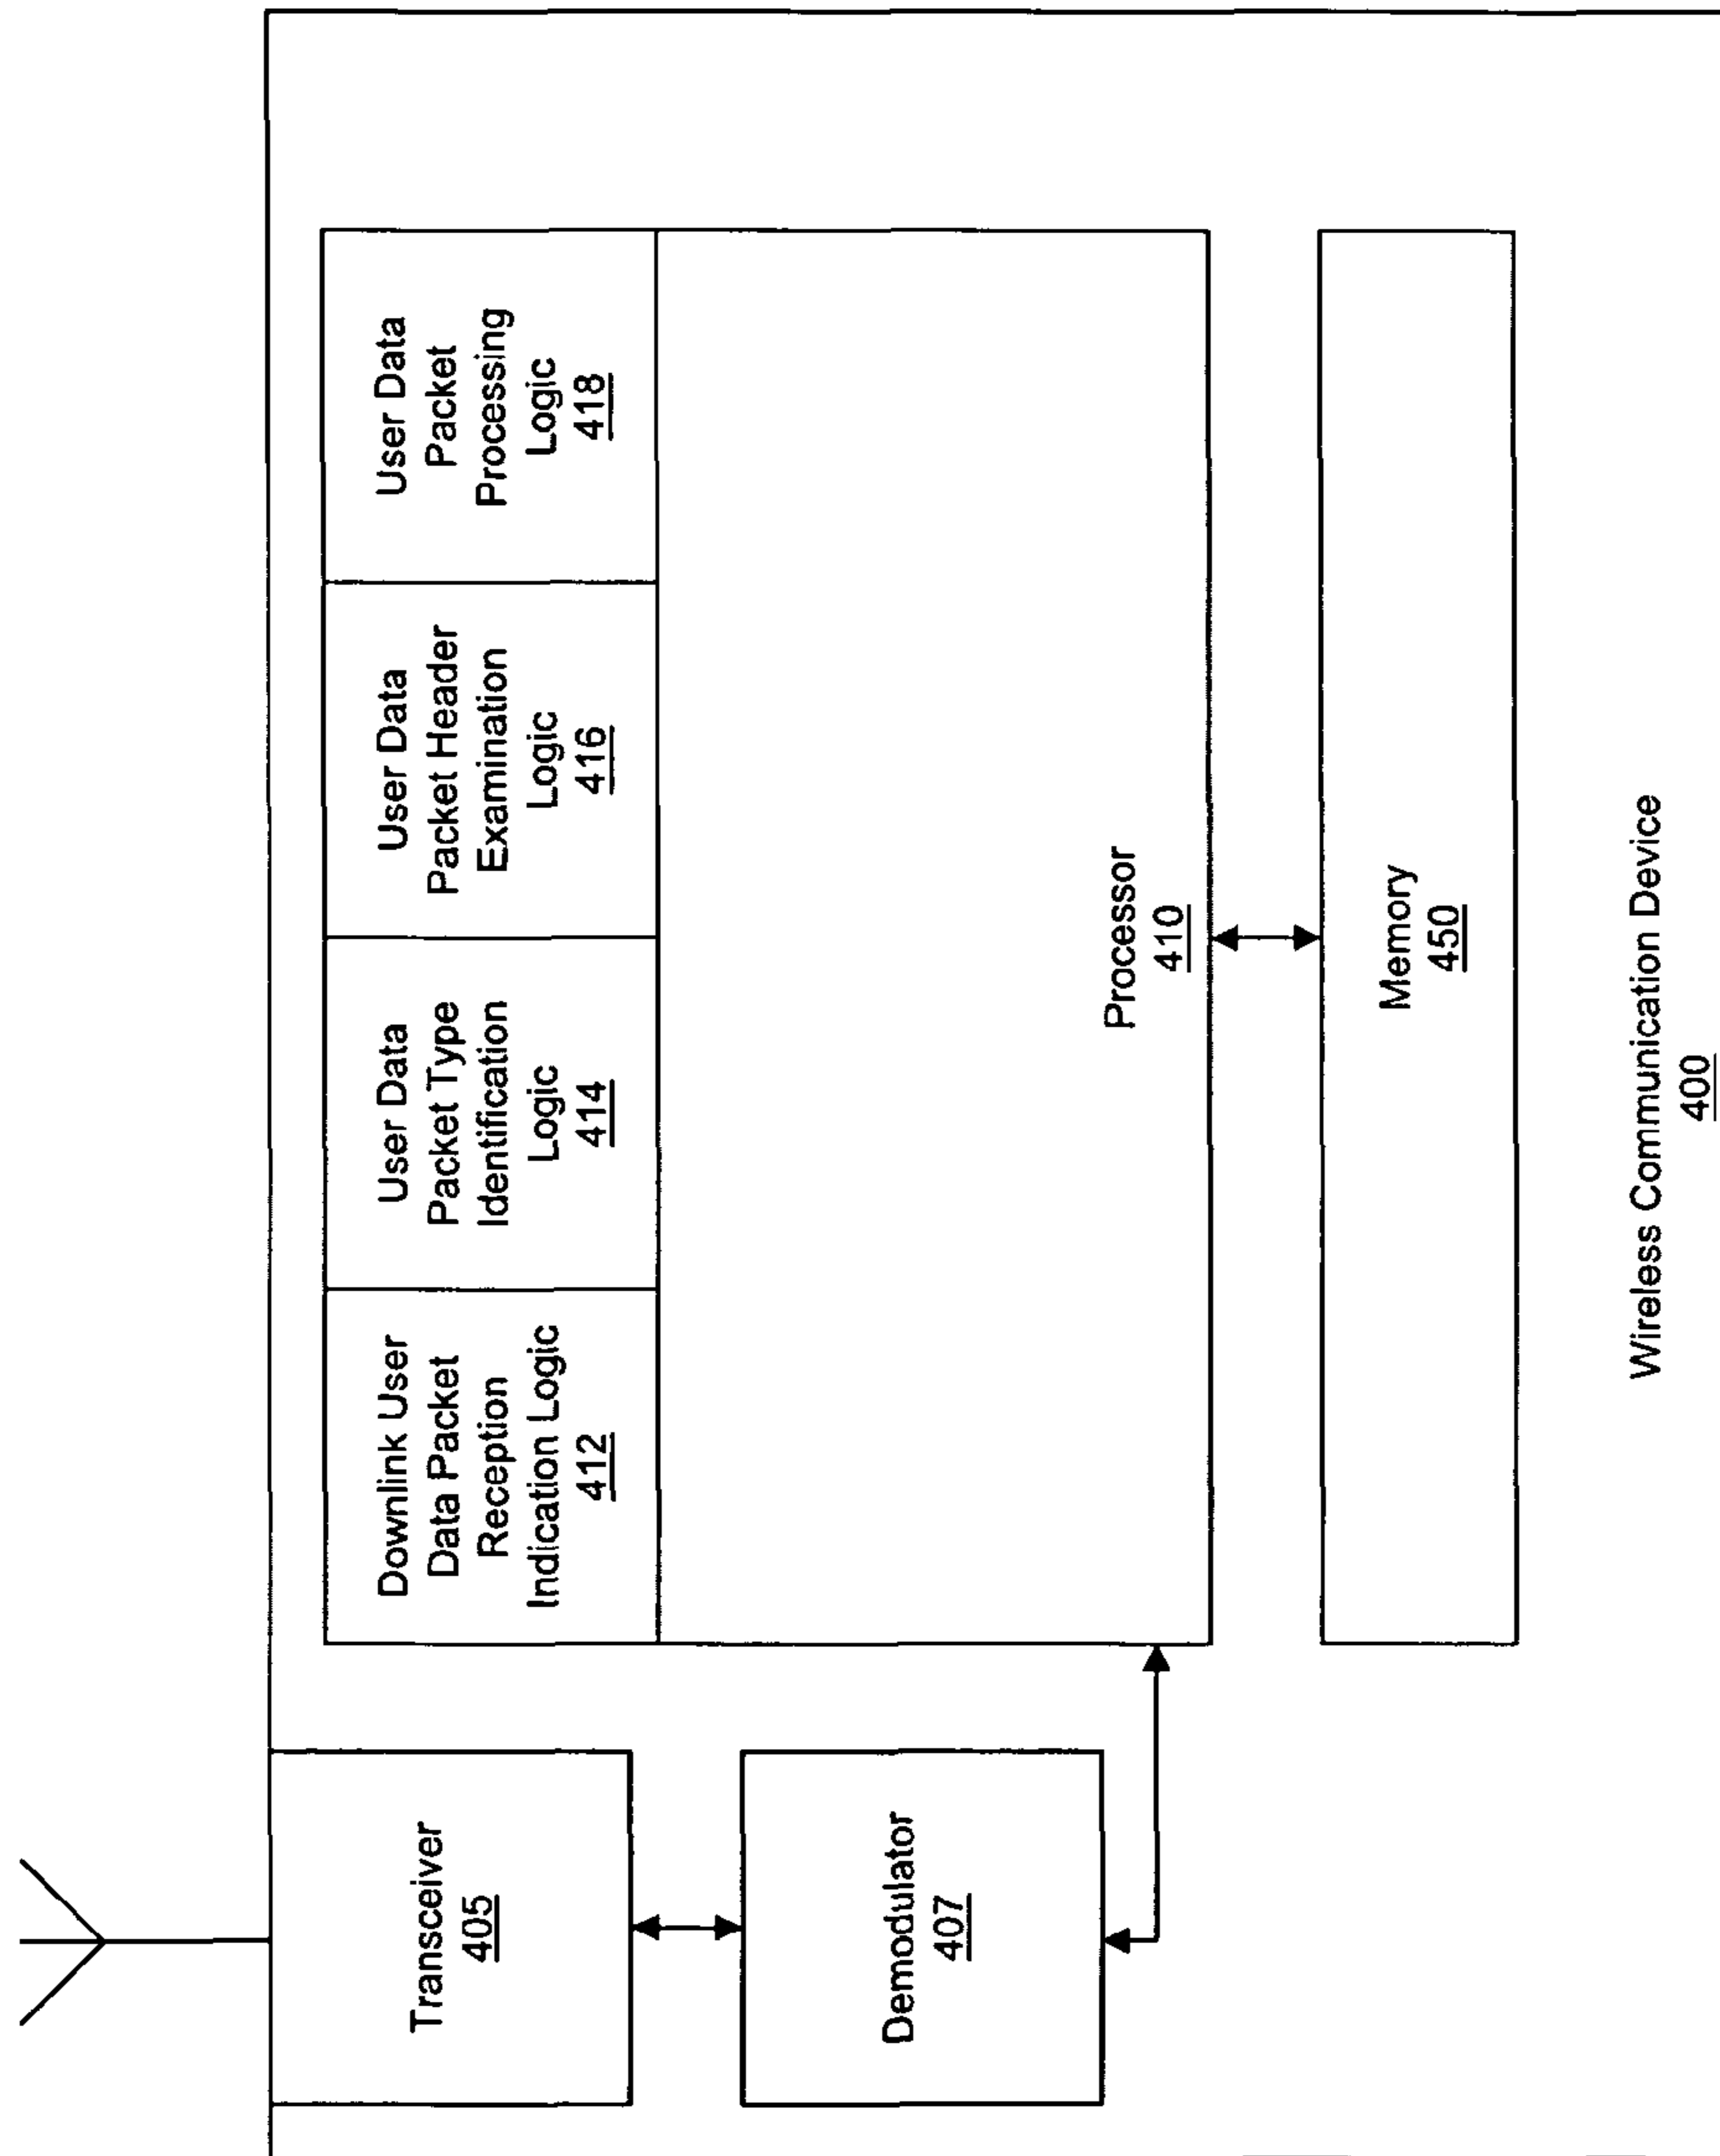 Transceiver
405
Demodulator
407
Downlink User
Data Packet
Reception
Indication Logic
412
User Data
Packet Type
Identification
Logic
414
User Data
Packet Header
Examination
Logic
416
User Data
Packet
Processing
Logic
418
Processor
410
Memory
450
Wireless Communication Device
400